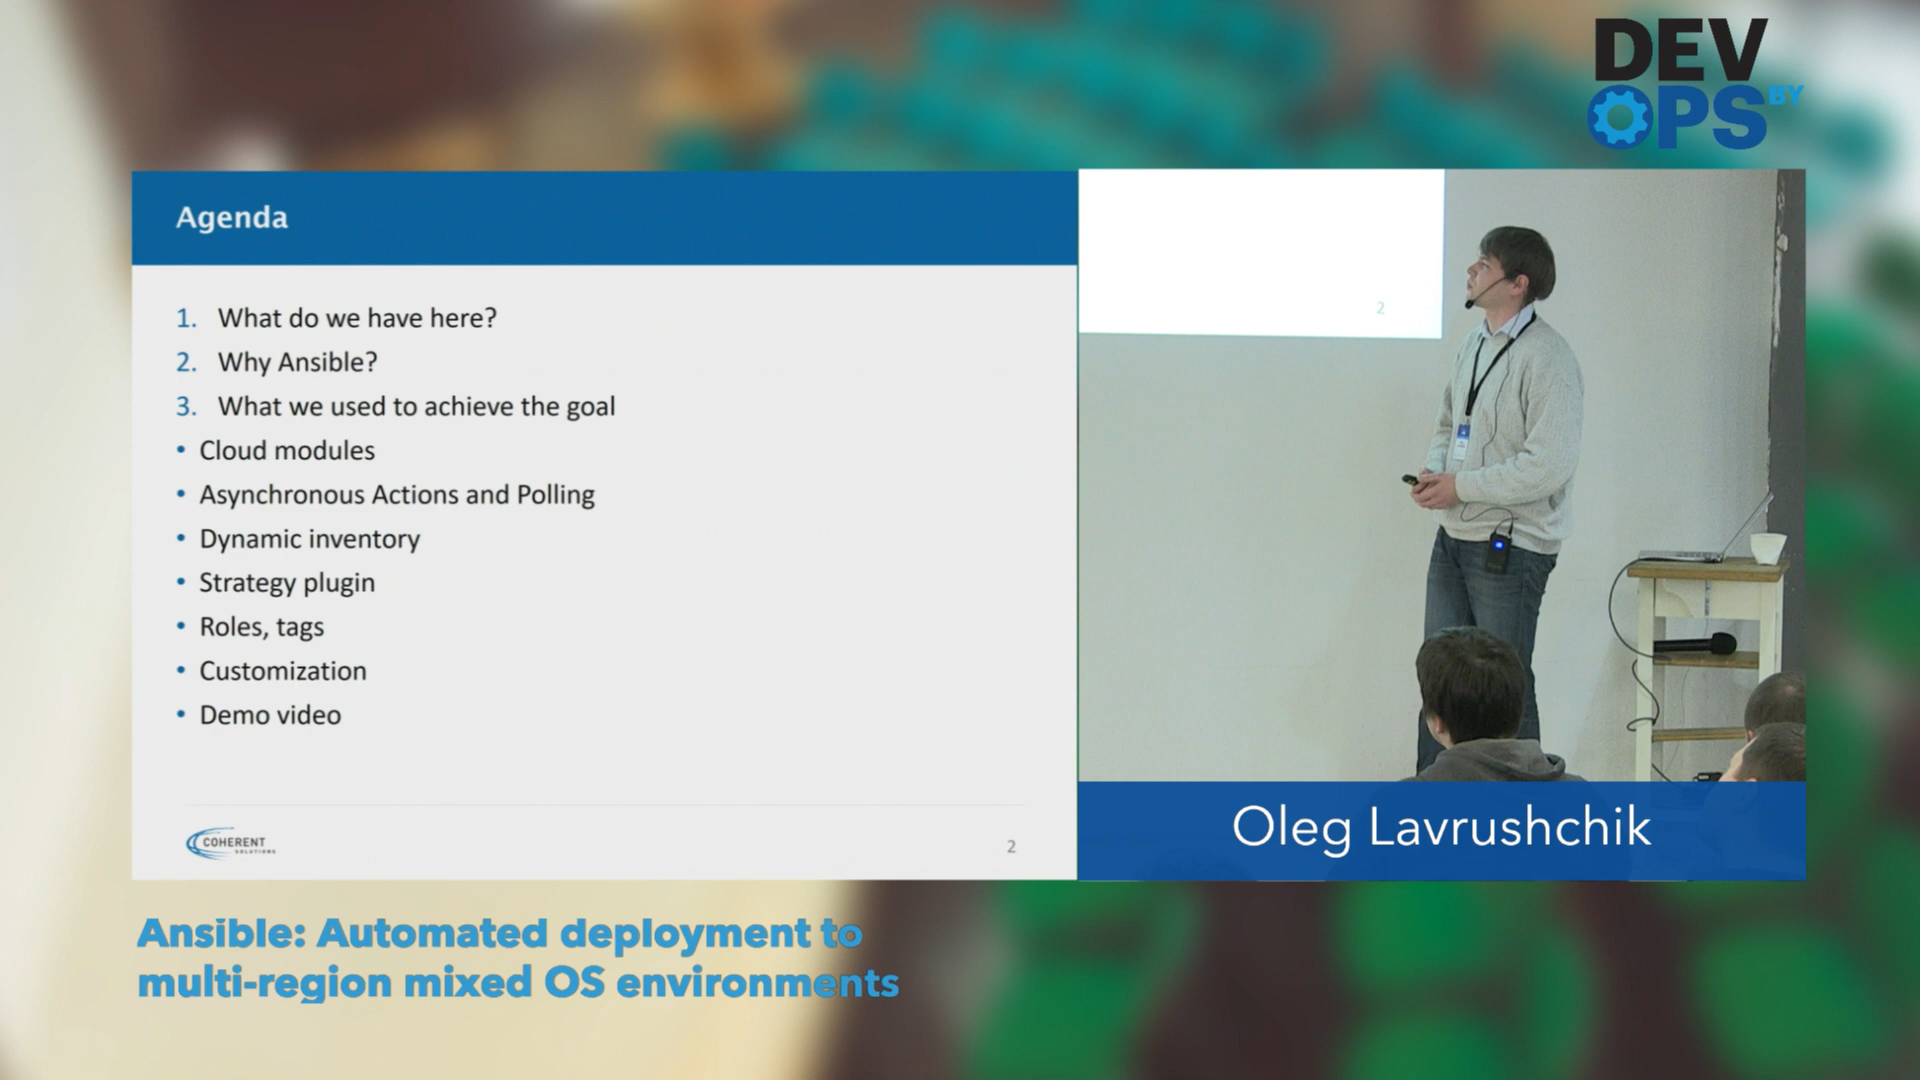 DEV
OPS BY
Agenda
1. What do we have here?
2. Why Ansible?
3. What we used to achieve the goal
• Cloud modules
• Asynchronous Actions and Polling
• Dynamic inventory
• Strategy plugin
• Roles, tags
• Customization
• Demo video
COHERENT
SOLUTIONS
2
2
Oleg Lavrushchik
Ansible: Automated deployment to
multi-region mixed OS environments